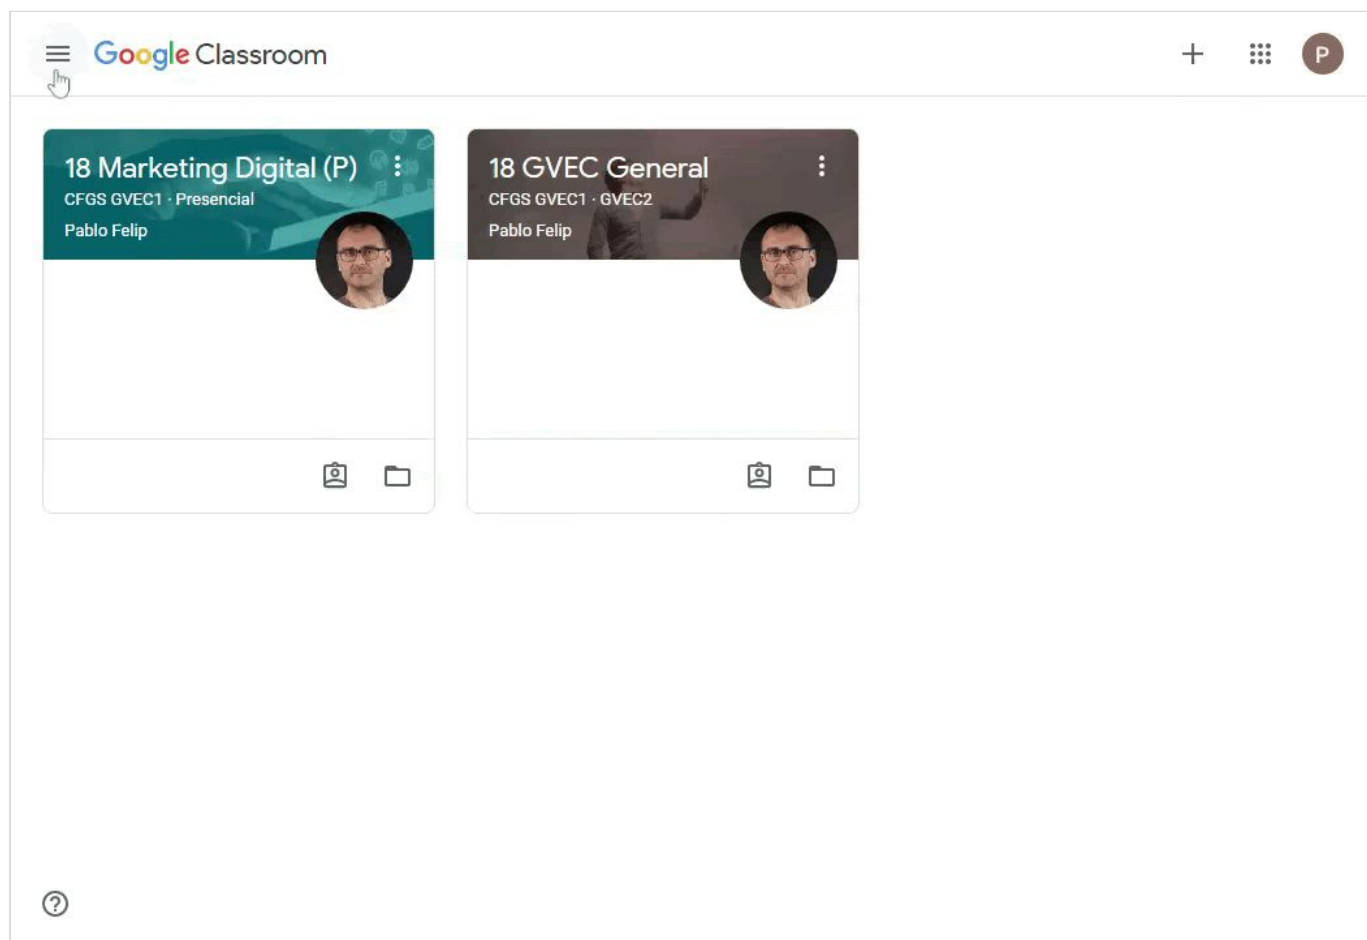 Google Classroom
P
18 Marketing Digital (P)
CFGS GVEC1 · Presencial
Pablo Felip
18 GVEC General
CFGS GVEC1 · GVEC2
Pablo Felip